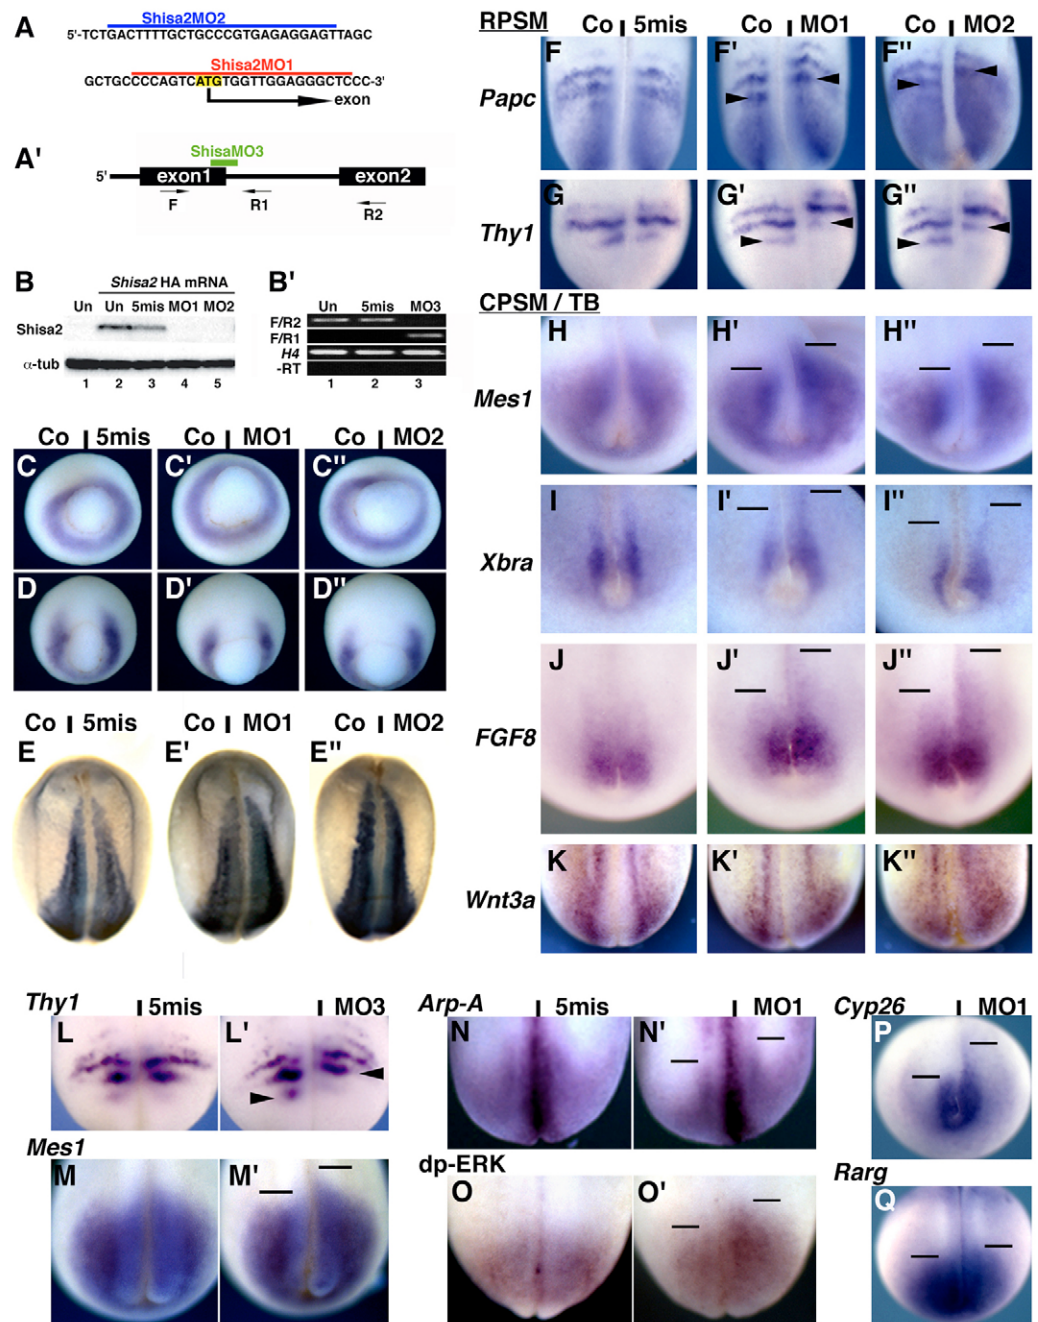 A
Shisa2MO2
5'-TCTGACTTTTGCTGCCCGTGAGAGGAGTTAGC
Shisa2MO1
GCTGCCCCAGTCATGTGGTTGGAGGGCTCCC-3'
exon
A'
ShisaMO3
5'
exon1
exon2
F
R1
R2
B
Shisa2 HA mRNA
Un Un 5mis MO1 MO2
Shisa2
α-tub
1 2 3 4 5
B'
Un 5mis MO3
F/R2
F/R1
H4
-RT
1 2 3
Co 5mis
Co MO1
Co MO2
C
C'
C"
D
D'
D"
Co 5mis
Co MO1
Co MO2
E
E'
E"
RPSM
Co 5mis
Co MO1
Co MO2
Papc
F
F'
F"
Thy1
G
G'
G"
CPSM / TB
Mes1
H
H'
H"
Xbra
I
I'
I"
FGF8
J
J'
J"
Wnt3a
K
K'
K"
Thy1
5mis
MO3
L
L'
Mes1
M
M'
Arp-A
5mis
MO1
N
N'
dp-ERK
O
O'
Cyp26
MO1
P
Rarg
Q